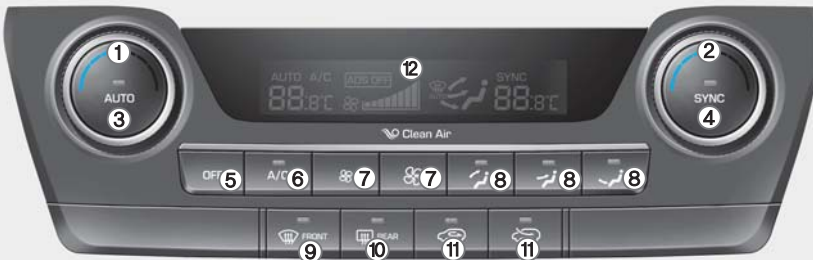 ① ②
AUTO A/C ADS OFF ⑫ SYNC
88:8°C 88:8°C
AUTO SYNC
③ ④
Clean Air
OFF ⑤ A/C ⑥ ⑦ ⑦ ⑧ ⑧ ⑧
FRONT REAR
⑨ ⑩ ⑪ ⑪